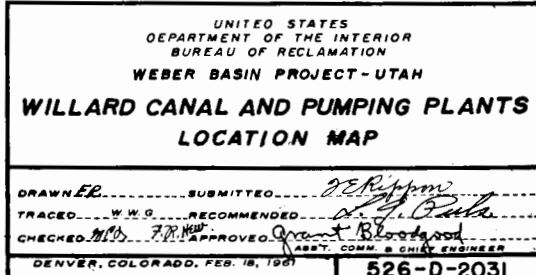 UNITED STATES
DEPARTMENT OF THE INTERIOR
BUREAU OF RECLAMATION
WEBER BASIN PROJECT-UTAH
WILLARD CANAL AND PUMPING PLANTS
LOCATION MAP
DRAWN ER SUBMITTED
TRACED W W G RECOMMENDED
CHECKED APPROVED Grant Bloodgood
ASS'T. COMM. & CHIEF ENGINEER
DENVER, COLORADO, FEB. 18, 1961
526-D-2031